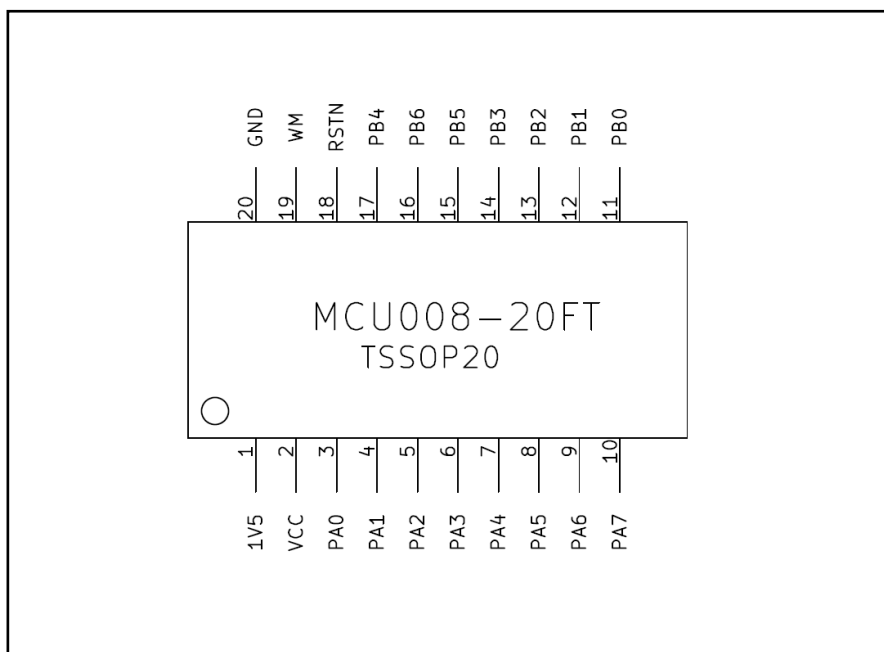 GND WM RSTN PB4 PB6 PB5 PB3 PB2 PB1 PB0
20 19 18 17 16 15 14 13 12 11
MCU008-20FT
TSSOP20
1 2 3 4 5 6 7 8 9 10
1V5 VCC PA0 PA1 PA2 PA3 PA4 PA5 PA6 PA7